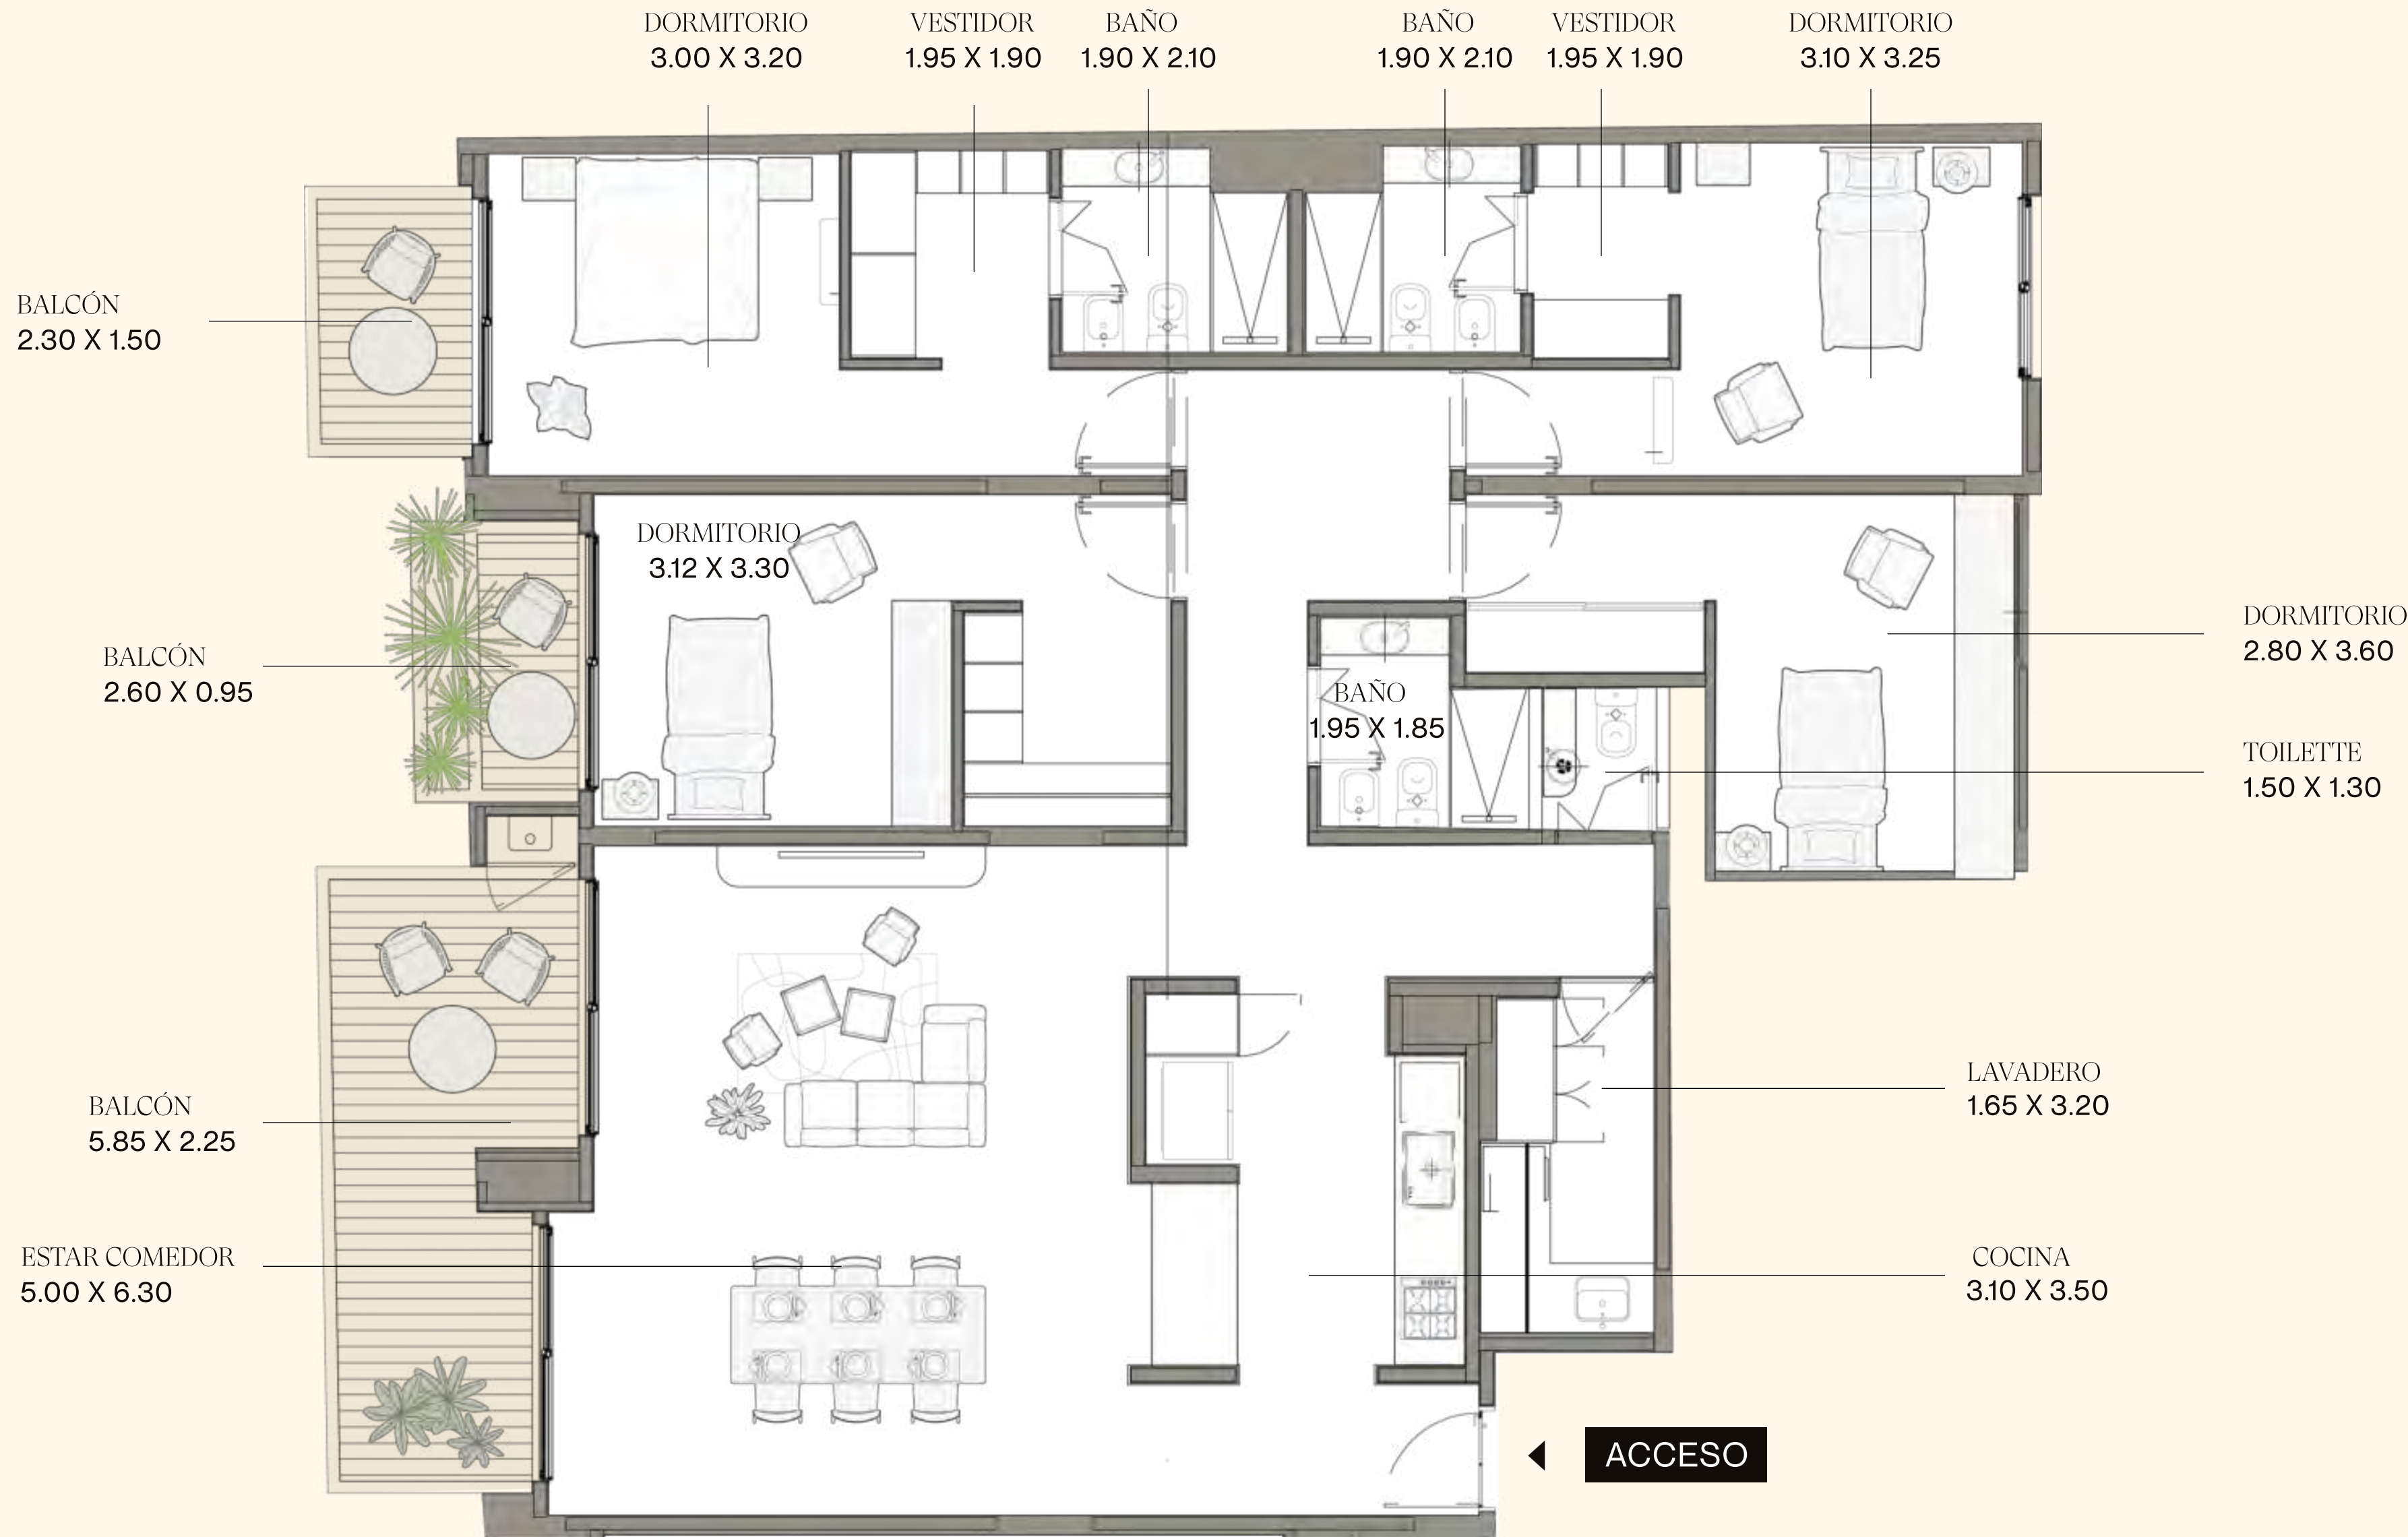 DORMITORIO
3.00 X 3.20
VESTIDOR
1.95 X 1.90
BAÑO
1.90 X 2.10
BAÑO
1.90 X 2.10
VESTIDOR
1.95 X 1.90
DORMITORIO
3.10 X 3.25
BALCÓN
2.30 X 1.50
DORMITORIO
3.12 X 3.30
BALCÓN
2.60 X 0.95
BAÑO
1.95 X 1.85
DORMITORIO
2.80 X 3.60
TOILETTE
1.50 X 1.30
BALCÓN
5.85 X 2.25
LAVADERO
1.65 X 3.20
ESTAR COMEDOR
5.00 X 6.30
COCINA
3.10 X 3.50
ACCESO